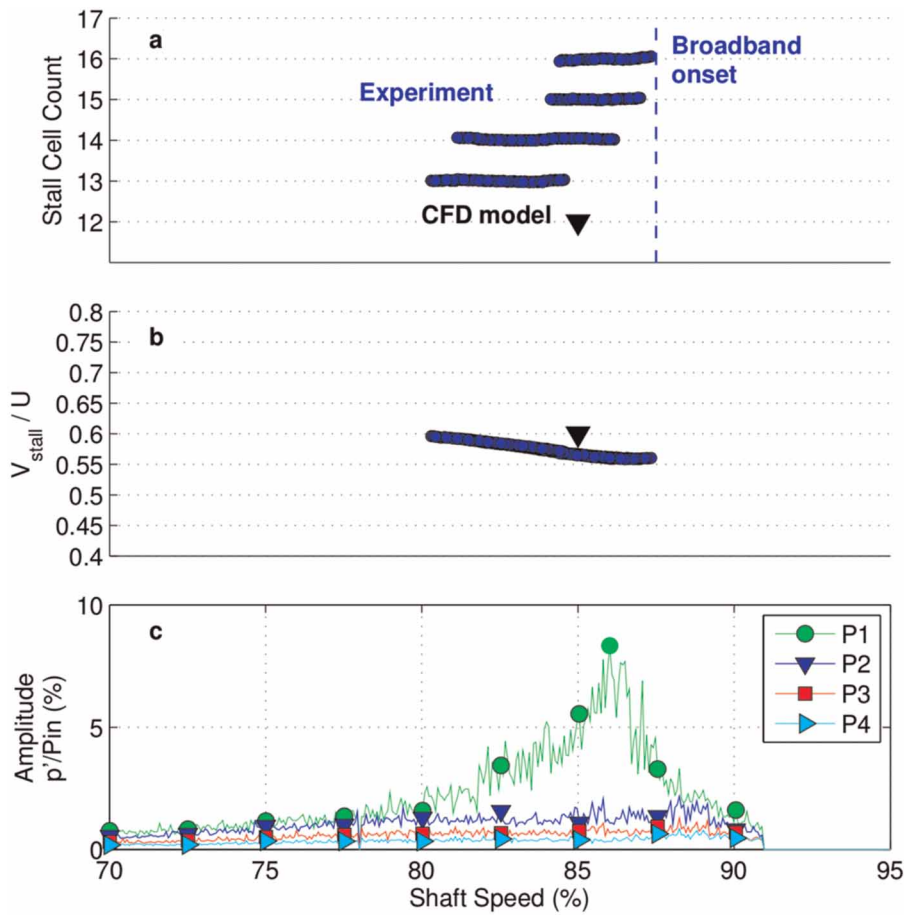 17
16
15
14
13
12
Stall Cell Count
a
Experiment
Broadband
onset
CFD model
0.8
0.75
0.7
0.65
0.6
0.55
0.5
0.45
0.4
V_stall / U
b
10
5
0
Amplitude
p'/Pin (%)
c
P1
P2
P3
P4
70 75 80 85 90 95
Shaft Speed (%)